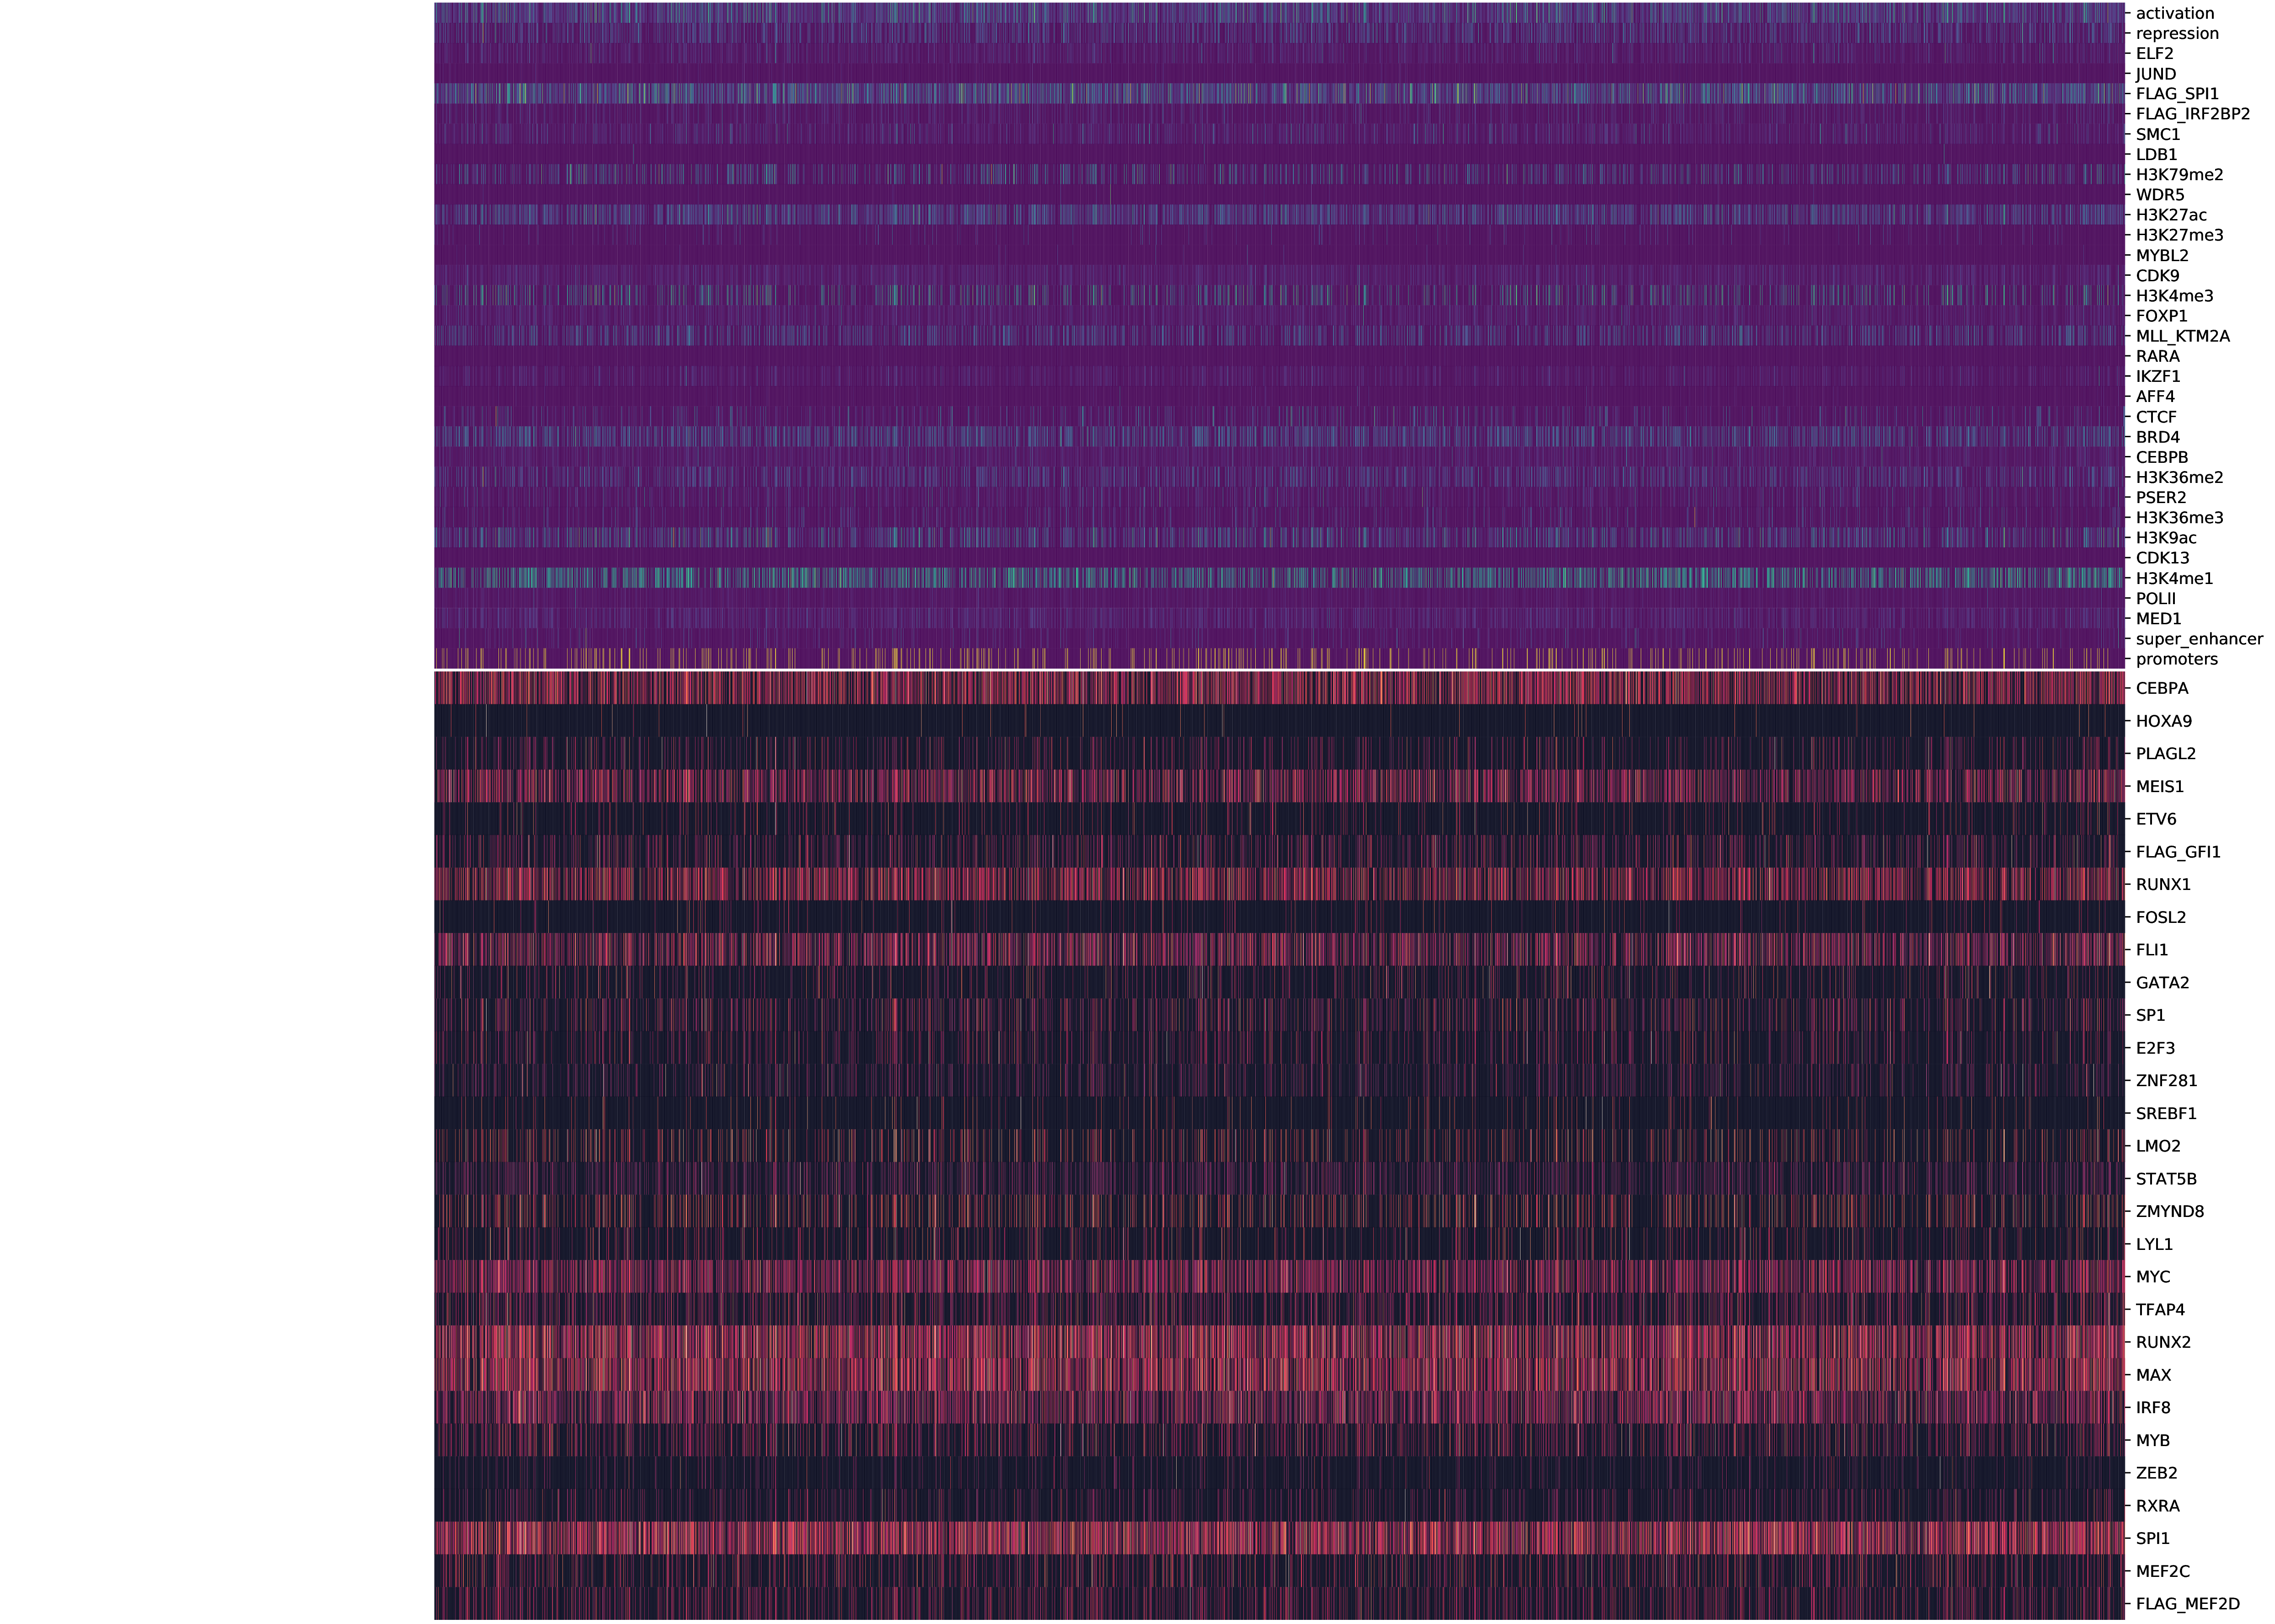 activation
repression
ELF2
JUND
FLAG_SPI1
FLAG_IRF2BP2
SMC1
LDB1
H3K79me2
WDR5
H3K27ac
H3K27me3
MYBL2
CDK9
H3K4me3
FOXP1
MLL_KTM2A
RARA
IKZF1
AFF4
CTCF
BRD4
CEBPB
H3K36me2
PSER2
H3K36me3
H3K9ac
CDK13
H3K4me1
POLII
MED1
super_enhancer
promoters
CEBPA
HOXA9
PLAGL2
MEIS1
ETV6
FLAG_GFI1
RUNX1
FOSL2
FLI1
GATA2
SP1
E2F3
ZNF281
SREBF1
LMO2
STAT5B
ZMYND8
LYL1
MYC
TFAP4
RUNX2
MAX
IRF8
MYB
ZEB2
RXRA
SPI1
MEF2C
FLAG_MEF2D